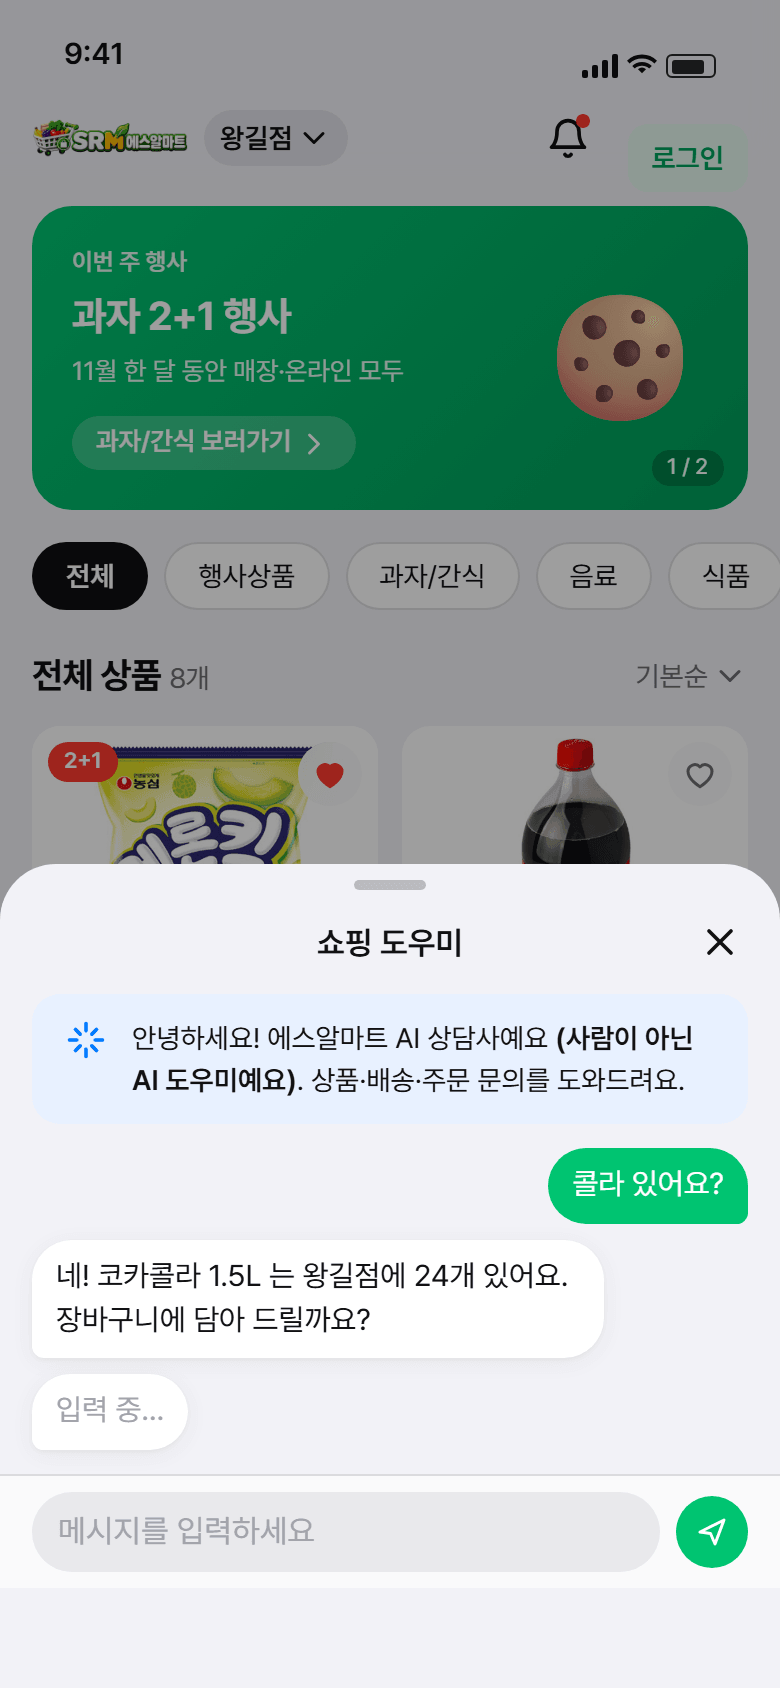 9:41
SRM에스알마트
왕길점
로그인
이번 주 행사
과자 2+1 행사
11월 한 달 동안 매장·온라인 모두
과자/간식 보러가기
1 / 2
전체
행사상품
과자/간식
음료
식품
전체 상품 8개
기본순
2+1
농심
메론킥
쇼핑 도우미
안녕하세요! 에스알마트 AI 상담사예요 (사람이 아닌
AI 도우미예요). 상품·배송·주문 문의를 도와드려요.
콜라 있어요?
네! 코카콜라 1.5L 는 왕길점에 24개 있어요.
장바구니에 담아 드릴까요?
입력 중...
메시지를 입력하세요